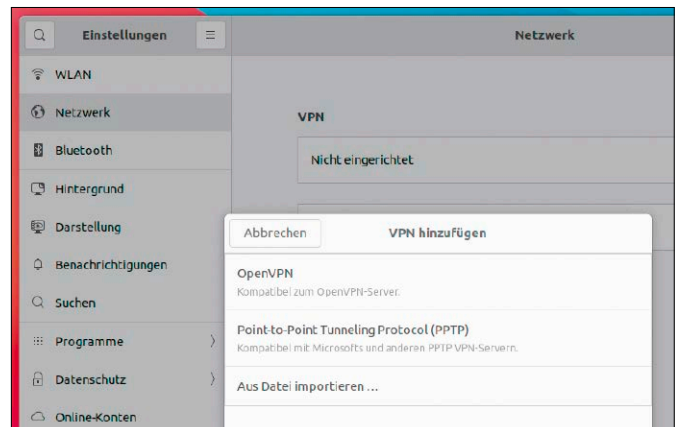 Einstellungen
Netzwerk
WLAN
Netzwerk
Bluetooth
Hintergrund
Darstellung
Benachrichtigungen
Suchen
Programme
Datenschutz
Online-Konten
VPN
Nicht eingerichtet
Abbrechen
VPN hinzufügen
OpenVPN
Kompatibel zum OpenVPN-Server.
Point-to-Point Tunneling Protocol (PPTP)
Kompatibel mit Microsofts und anderen PPTP VPN-Servern.
Aus Datei importieren …